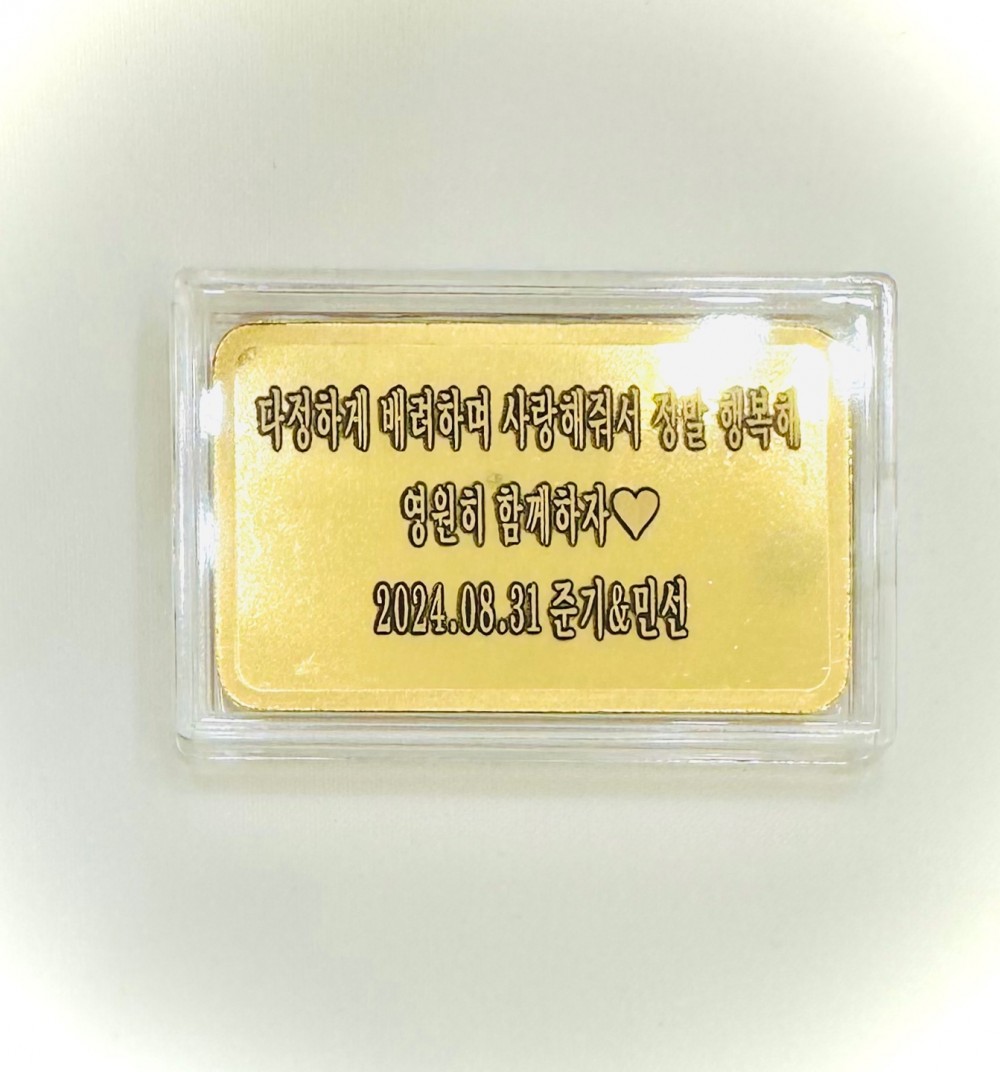 다정하게 배려하며 사랑해줘서 정말 행복해
영원히 함께하자♡
2024.08.31 준기&민선